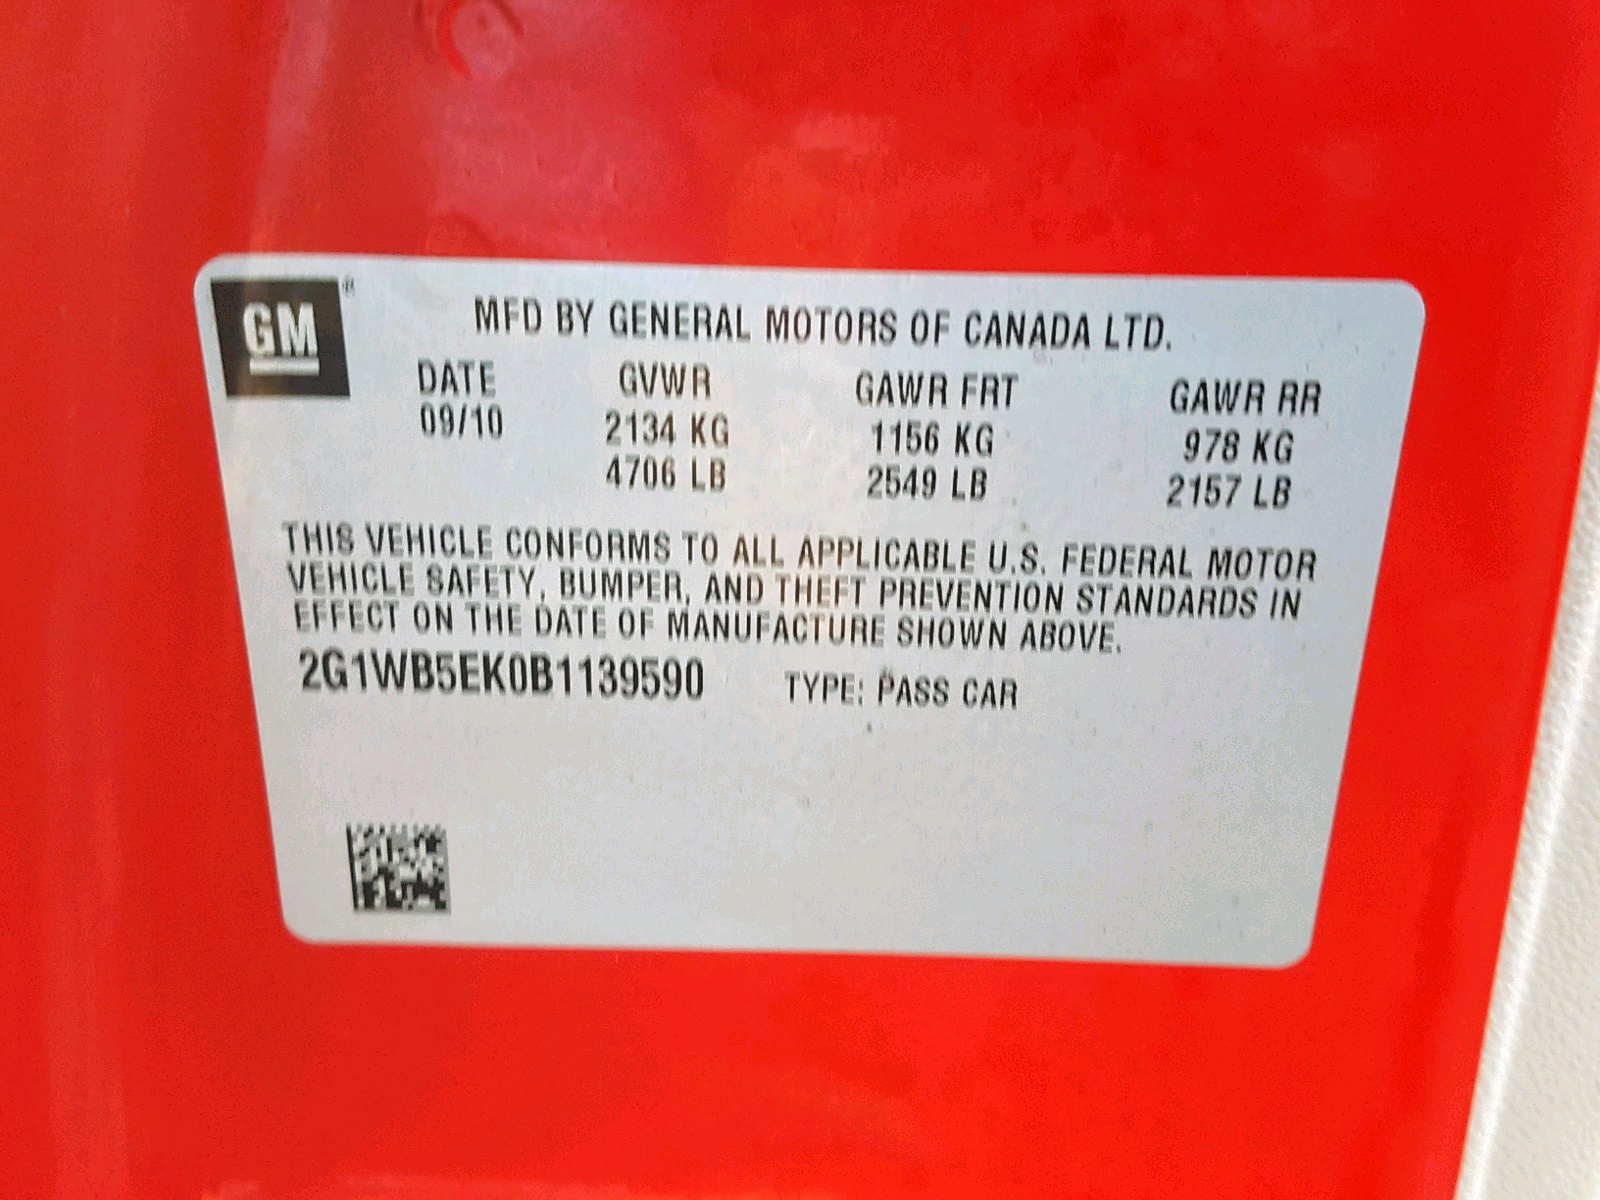 GM®
MFD BY GENERAL MOTORS OF CANADA LTD.
DATE GVWR GAWR FRT GAWR RR
09/10 2134 KG 1156 KG 978 KG
4706 LB 2549 LB 2157 LB
THIS VEHICLE CONFORMS TO ALL APPLICABLE U.S. FEDERAL MOTOR
VEHICLE SAFETY, BUMPER, AND THEFT PREVENTION STANDARDS IN
EFFECT ON THE DATE OF MANUFACTURE SHOWN ABOVE.
2G1WB5EK0B1139590 TYPE: PASS CAR